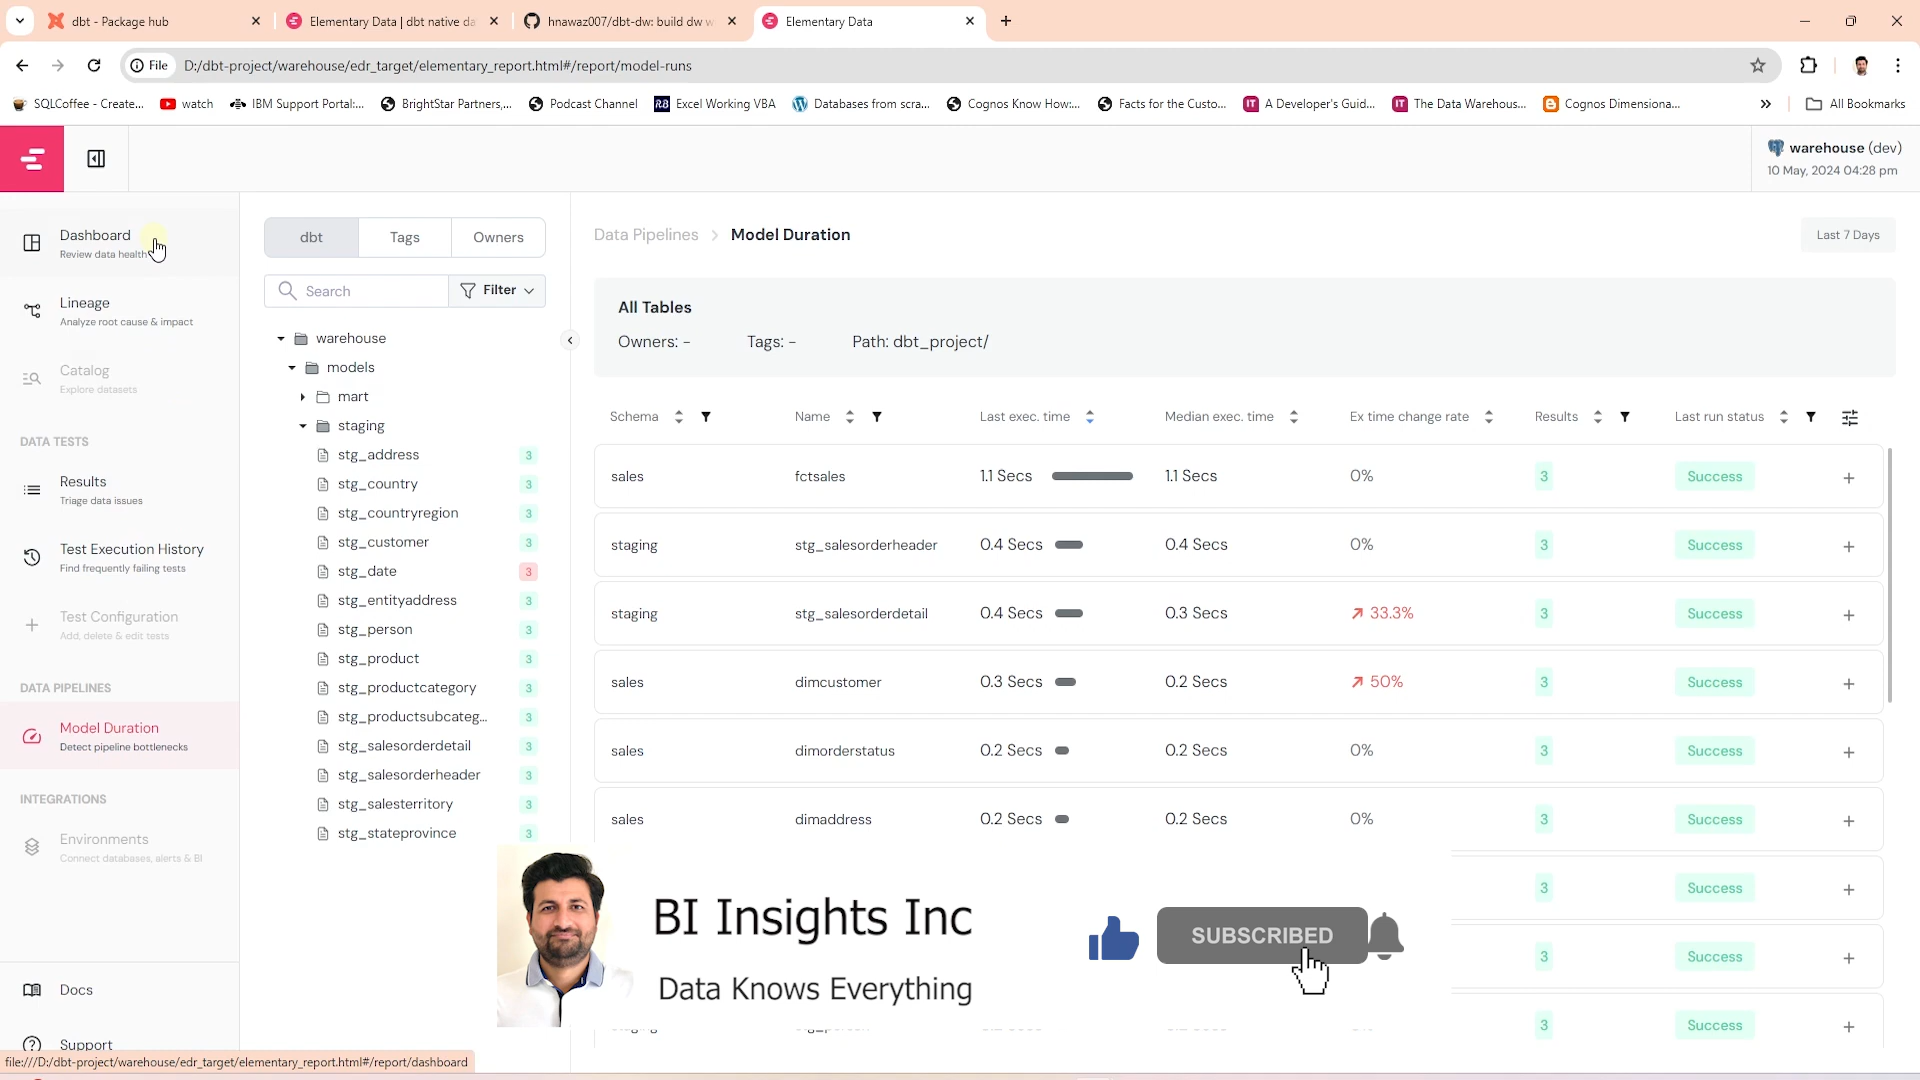 dbt - Package hub
Elementary Data | dbt native da
hnawaz007/dbt-dw: build dw w
Elementary Data
File
D:/dbt-project/warehouse/edr_target/elementary_report.html#/report/model-runs
SQLCoffee - Create...
watch
IBM Support Portal:...
BrightStar Partners,...
Podcast Channel
Excel Working VBA
Databases from scra...
Cognos Know How:...
Facts for the Custo...
A Developer's Guid...
The Data Warehous...
Cognos Dimensiona...
»
All Bookmarks
warehouse (dev)
10 May, 2024 04:28 pm
Dashboard
Review data health
Lineage
Analyze root cause & impact
Catalog
Explore datasets
DATA TESTS
Results
Triage data issues
Test Execution History
Find frequently failing tests
Test Configuration
Add, delete & edit tests
DATA PIPELINES
Model Duration
Detect pipeline bottlenecks
INTEGRATIONS
Environments
Connect databases, alerts & BI
Docs
Support
file:///D:/dbt-project/warehouse/edr_target/elementary_report.html#/report/dashboard
dbt
Tags
Owners
Search
Filter
warehouse
models
mart
staging
stg_address 3
stg_country 3
stg_countryregion 3
stg_customer 3
stg_date 3
stg_entityaddress 3
stg_person 3
stg_product 3
stg_productcategory 3
stg_productsubcateg... 3
stg_salesorderdetail 3
stg_salesorderheader 3
stg_salesterritory 3
stg_stateprovince 3
Data Pipelines > Model Duration
Last 7 Days
All Tables
Owners: - Tags: - Path: dbt_project/
Schema Name Last exec. time Median exec. time Ex time change rate Results Last run status
sales fctsales 1.1 Secs 1.1 Secs 0% 3 Success +
staging stg_salesorderheader 0.4 Secs 0.4 Secs 0% 3 Success +
staging stg_salesorderdetail 0.4 Secs 0.3 Secs 33.3% 3 Success +
sales dimcustomer 0.3 Secs 0.2 Secs 50% 3 Success +
sales dimorderstatus 0.2 Secs 0.2 Secs 0% 3 Success +
sales dimaddress 0.2 Secs 0.2 Secs 0% 3 Success +
3 Success +
3 Success +
3 Success +
BI Insights Inc
Data Knows Everything
SUBSCRIBED